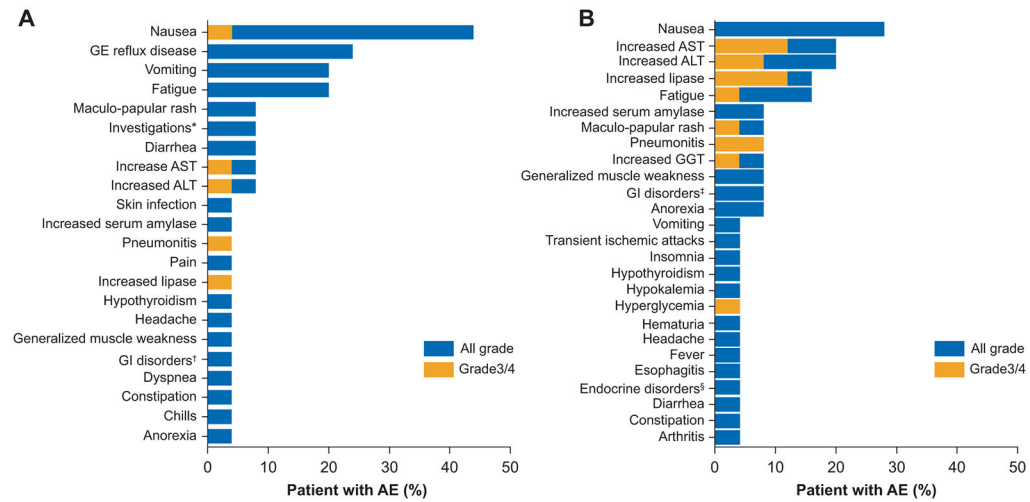 A
Nausea
GE reflux disease
Vomiting
Fatigue
Maculo-papular rash
Investigations*
Diarrhea
Increase AST
Increased ALT
Skin infection
Increased serum amylase
Pneumonitis
Pain
Increased lipase
Hypothyroidism
Headache
Generalized muscle weakness
GI disorders†
Dyspnea
Constipation
Chills
Anorexia
All grade
Grade3/4
0 10 20 30 40 50
Patient with AE (%)
B
Nausea
Increased AST
Increased ALT
Increased lipase
Fatigue
Increased serum amylase
Maculo-papular rash
Pneumonitis
Increased GGT
Generalized muscle weakness
GI disorders‡
Anorexia
Vomiting
Transient ischemic attacks
Insomnia
Hypothyroidism
Hypokalemia
Hyperglycemia
Hematuria
Headache
Fever
Esophagitis
Endocrine disorders§
Diarrhea
Constipation
Arthritis
All grade
Grade3/4
0 10 20 30 40 50
Patient with AE (%)